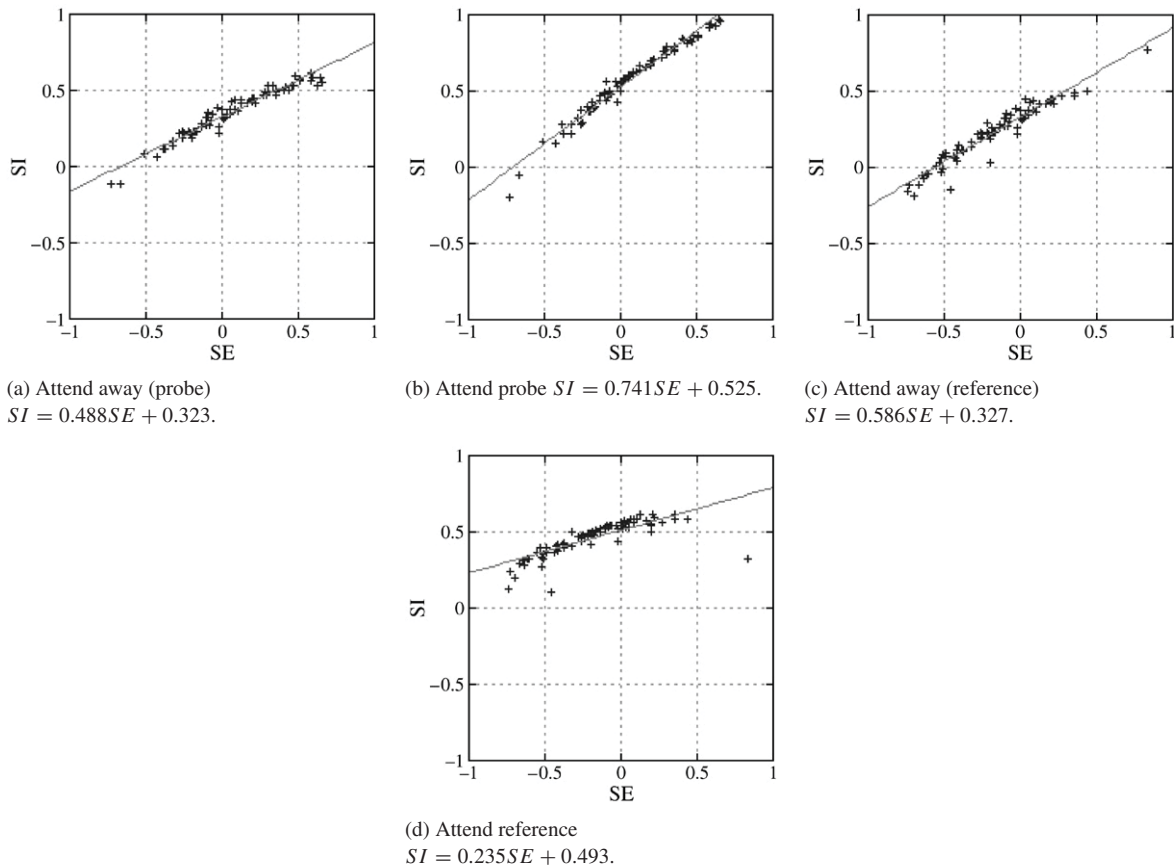 1
0.5
0
−0.5
−1
SI
−1
−0.5
0
0.5
1
SE
(a) Attend away (probe)
SI = 0.488SE + 0.323.
1
0.5
0
−0.5
−1
SI
−1
−0.5
0
0.5
1
SE
(b) Attend probe SI = 0.741SE + 0.525.
1
0.5
0
−0.5
−1
SI
−1
−0.5
0
0.5
1
SE
(c) Attend away (reference)
SI = 0.586SE + 0.327.
1
0.5
0
−0.5
−1
SI
−1
−0.5
0
0.5
1
SE
(d) Attend reference
SI = 0.235SE + 0.493.